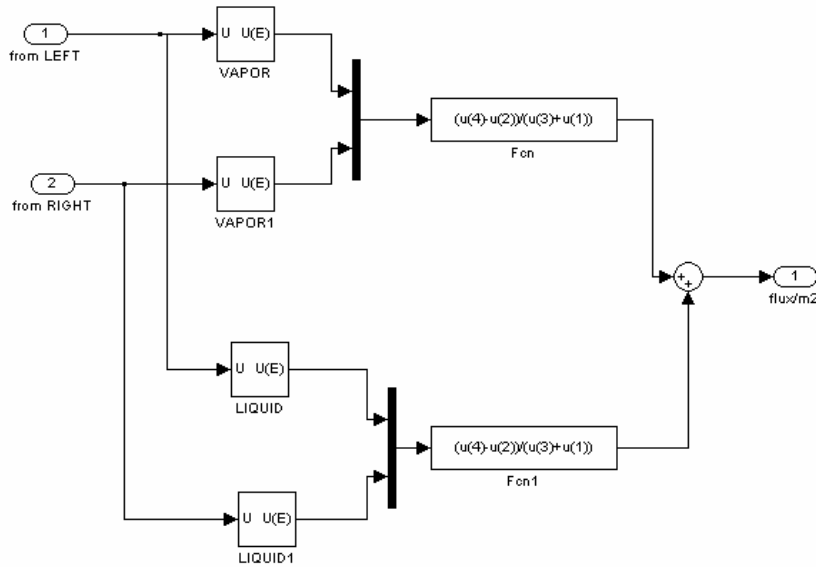 1
from LEFT
U U(E)
VAPOR
(u(4)-u(2))/(u(3)+u(1))
Fcn
2
from RIGHT
U U(E)
VAPOR1
+
+
1
flux/m2
U U(E)
LIQUID
(u(4)-u(2))/(u(3)+u(1))
Fcn1
U U(E)
LIQUID1